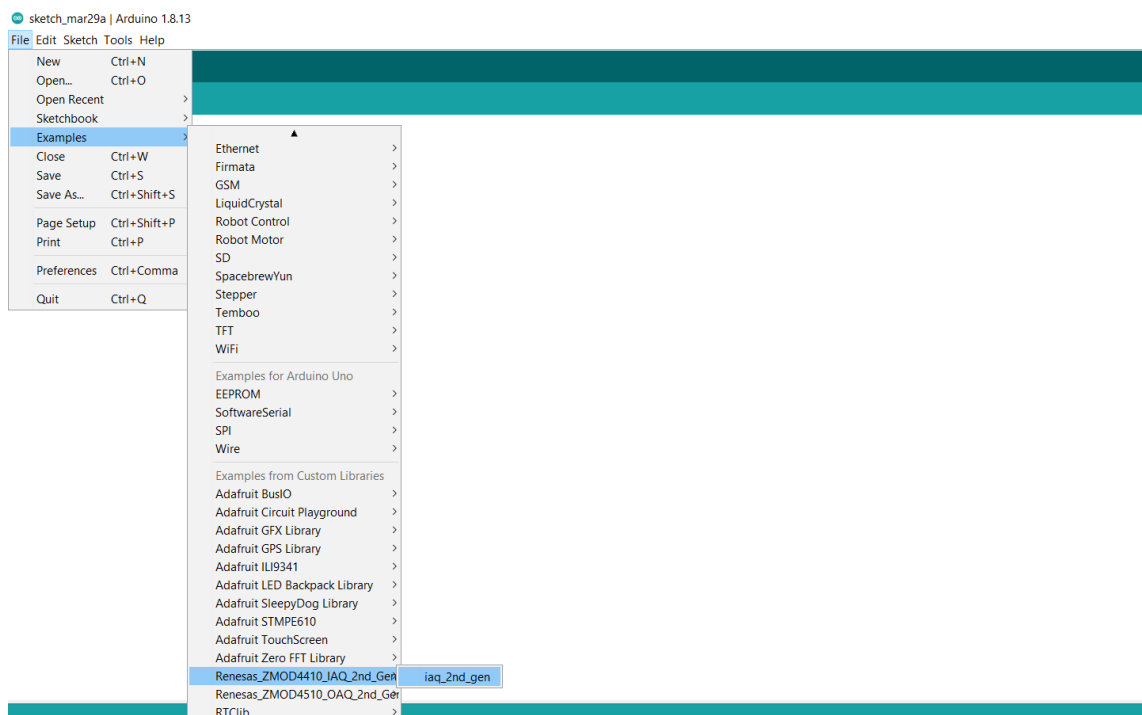 sketch_mar29a | Arduino 1.8.13
File Edit Sketch Tools Help
New Ctrl+N
Open... Ctrl+O
Open Recent
Sketchbook
Examples
Close Ctrl+W
Save Ctrl+S
Save As... Ctrl+Shift+S
Page Setup Ctrl+Shift+P
Print Ctrl+P
Preferences Ctrl+Comma
Quit Ctrl+Q
Ethernet
Firmata
GSM
LiquidCrystal
Robot Control
Robot Motor
SD
SpacebrewYun
Stepper
Temboo
TFT
WiFi
Examples for Arduino Uno
EEPROM
SoftwareSerial
SPI
Wire
Examples from Custom Libraries
Adafruit BusIO
Adafruit Circuit Playground
Adafruit GFX Library
Adafruit GPS Library
Adafruit ILI9341
Adafruit LED Backpack Library
Adafruit SleepyDog Library
Adafruit STMPE610
Adafruit TouchScreen
Adafruit Zero FFT Library
Renesas_ZMOD4410_IAQ_2nd_Gen iaq_2nd_gen
Renesas_ZMOD4510_OAQ_2nd_Gen
RTClib